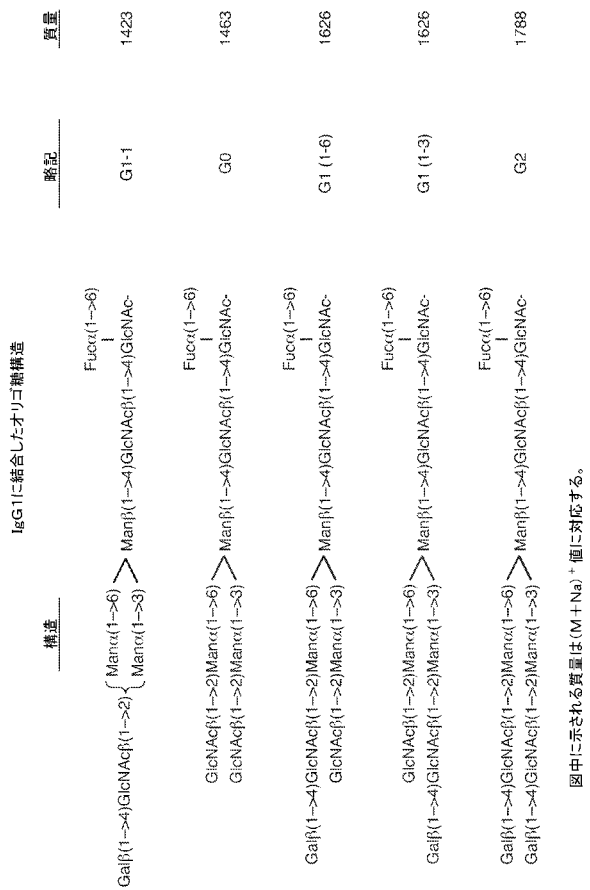 IgG1に結合したオリゴ糖構造
構造 略記 質量
Fucα(1-->6)
Galβ(1-->4)GlcNAcβ(1-->2) Manα(1-->6) Manβ(1-->4)GlcNAcβ(1-->4)GlcNAc- G1-1 1423
Manα(1-->3)
Fucα(1-->6)
GlcNAcβ(1-->2)Manα(1-->6) Manβ(1-->4)GlcNAcβ(1-->4)GlcNAc- G0 1463
GlcNAcβ(1-->2)Manα(1-->3)
Fucα(1-->6)
Galβ(1-->4)GlcNAcβ(1-->2)Manα(1-->6) Manβ(1-->4)GlcNAcβ(1-->4)GlcNAc- G1 (1-6) 1626
GlcNAcβ(1-->2)Manα(1-->3)
Fucα(1-->6)
GlcNAcβ(1-->2)Manα(1-->6) Manβ(1-->4)GlcNAcβ(1-->4)GlcNAc- G1 (1-3) 1626
Galβ(1-->4)GlcNAcβ(1-->2)Manα(1-->3)
Fucα(1-->6)
Galβ(1-->4)GlcNAcβ(1-->2)Manα(1-->6) Manβ(1-->4)GlcNAcβ(1-->4)GlcNAc- G2 1788
Galβ(1-->4)GlcNAcβ(1-->2)Manα(1-->3)
図中に示される質量は(M+Na)⁺値に対応する。